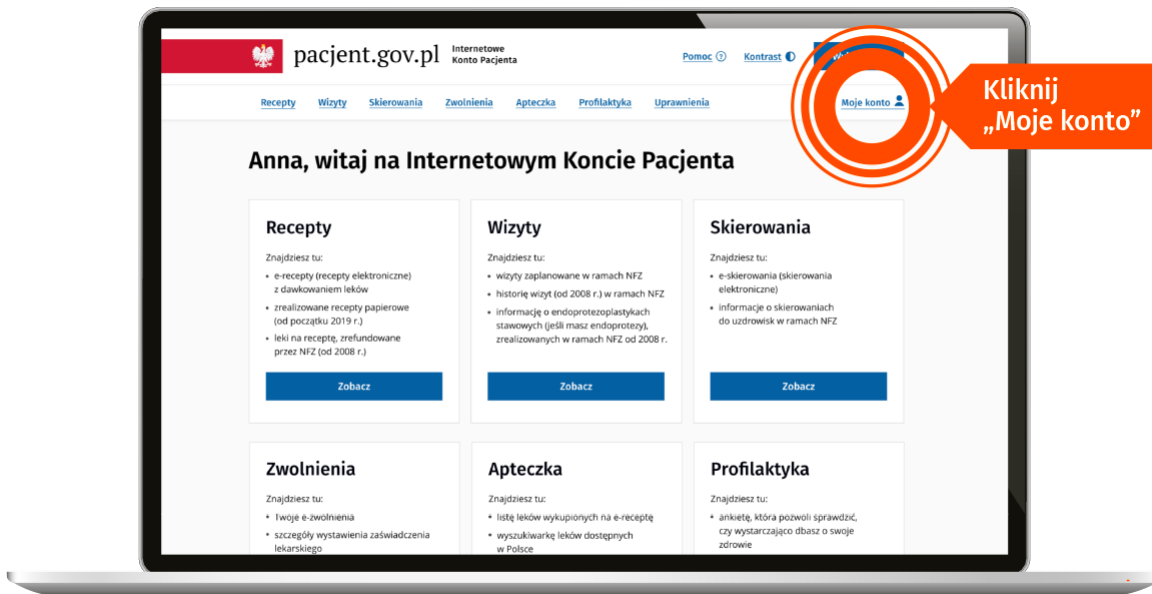 pacjent.gov.pl
Internetowe
Konto Pacjenta
Pomoc
Kontrast
Recepty Wizyty Skierowania Zwolnienia Apteczka Profilaktyka Uprawnienia
Moje konto
Kliknij
„Moje konto”
Anna, witaj na Internetowym Koncie Pacjenta
Recepty
Znajdziesz tu:
• e-recepty (recepty elektroniczne)
z dawkowaniem leków
• zrealizowane recepty papierowe
(od początku 2019 r.)
• leki na receptę, zrefundowane
przez NFZ (od 2008 r.)
Zobacz
Wizyty
Znajdziesz tu:
• wizyty zaplanowane w ramach NFZ
• historię wizyt (od 2008 r.) w ramach NFZ
• informację o endoprotezoplastykach
stawowych (jeśli masz endoprotezy),
zrealizowanych w ramach NFZ od 2008 r.
Zobacz
Skierowania
Znajdziesz tu:
• e-skierowania (skierowania
elektroniczne)
• informacje o skierowaniach
do uzdrowisk w ramach NFZ
Zobacz
Zwolnienia
Znajdziesz tu:
• Twoje e-zwolnienia
• szczegóły wystawienia zaświadczenia
lekarskiego
Apteczka
Znajdziesz tu:
• listę leków wykupionych na e-receptę
• wyszukiwarkę leków dostępnych
w Polsce
Profilaktyka
Znajdziesz tu:
• ankietę, która pozwoli sprawdzić,
czy wystarczająco dbasz o swoje
zdrowie